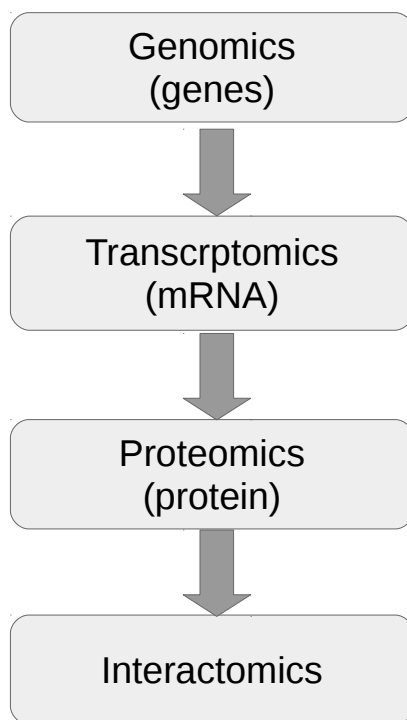 Genomics
(genes)
Transcrptomics
(mRNA)
Proteomics
(protein)
Interactomics